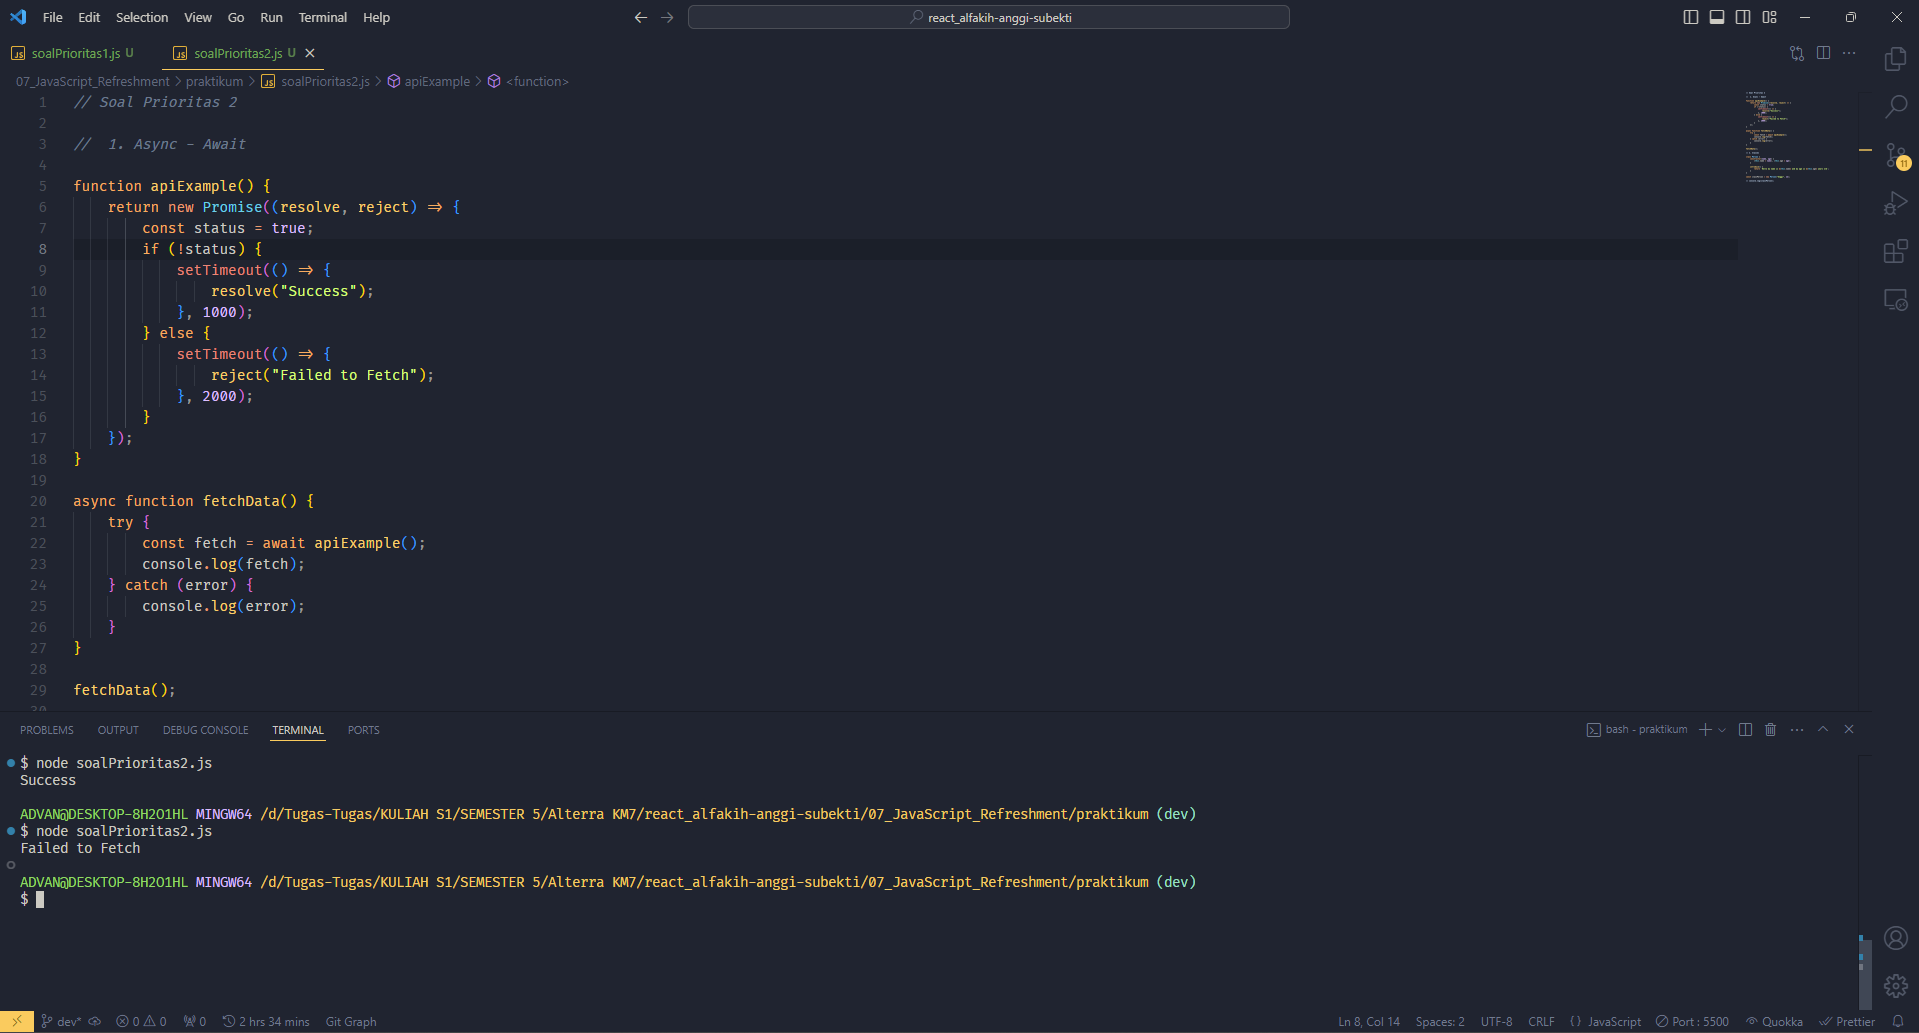 File Edit Selection View Go Run Terminal Help
react_alfakih-anggi-subekti
JS soalPrioritas1.js U
JS soalPrioritas2.js U
07_JavaScript_Refreshment > praktikum > JS soalPrioritas2.js > apiExample > <function>
1 // Soal Prioritas 2
2
3 //  1. Async - Await
4
5 function apiExample() {
6     return new Promise((resolve, reject) => {
7         const status = true;
8         if (!status) {
9             setTimeout(() => {
10                 resolve("Success");
11             }, 1000);
12         } else {
13             setTimeout(() => {
14                 reject("Failed to Fetch");
15             }, 2000);
16         }
17     });
18 }
19
20 async function fetchData() {
21     try {
22         const fetch = await apiExample();
23         console.log(fetch);
24     } catch (error) {
25         console.log(error);
26     }
27 }
28
29 fetchData();
30
11
PROBLEMS OUTPUT DEBUG CONSOLE TERMINAL PORTS
bash - praktikum
$ node soalPrioritas2.js
Success
ADVAN@DESKTOP-8H2O1HL MINGW64 /d/Tugas-Tugas/KULIAH S1/SEMESTER 5/Alterra KM7/react_alfakih-anggi-subekti/07_JavaScript_Refreshment/praktikum (dev)
$ node soalPrioritas2.js
Failed to Fetch
ADVAN@DESKTOP-8H2O1HL MINGW64 /d/Tugas-Tugas/KULIAH S1/SEMESTER 5/Alterra KM7/react_alfakih-anggi-subekti/07_JavaScript_Refreshment/praktikum (dev)
$
dev* 0 0 0 2 hrs 34 mins Git Graph
Ln 8, Col 14 Spaces: 2 UTF-8 CRLF {} JavaScript Port : 5500 Quokka Prettier